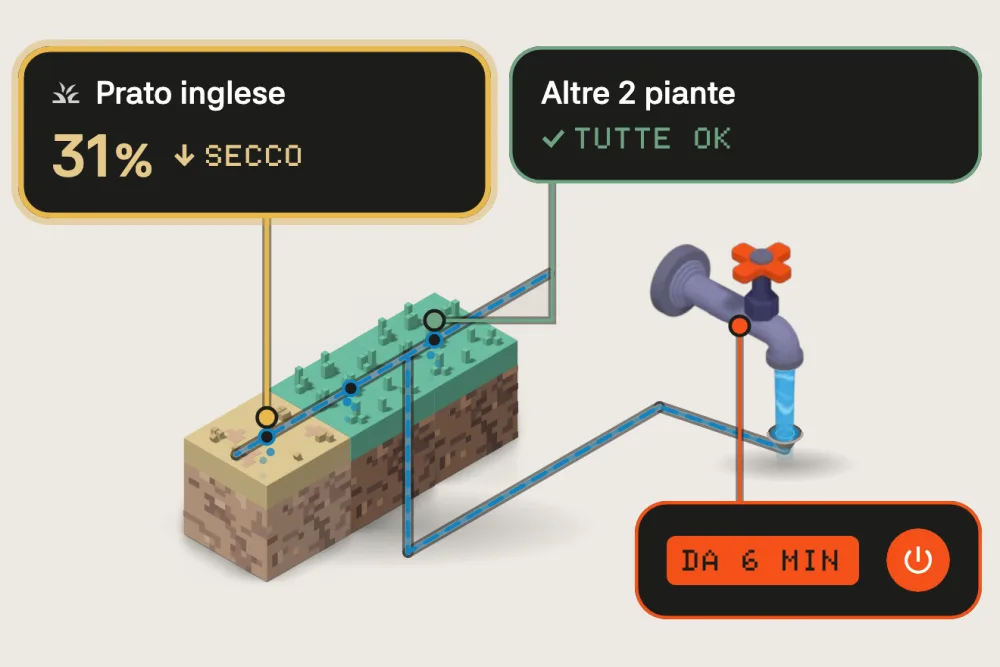 Prato inglese
31% ↓ SECCO
Altre 2 piante
✓ TUTTE OK
DA 6 MIN